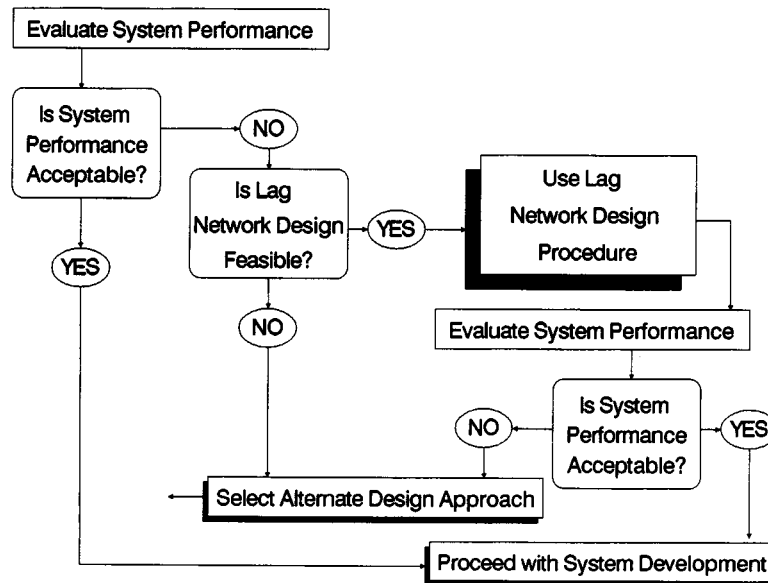 Evaluate System Performance
Is System
Performance
Acceptable?
NO
YES
Is Lag
Network Design
Feasible?
YES
NO
Use Lag
Network Design
Procedure
Evaluate System Performance
Is System
Performance
Acceptable?
NO
YES
Select Alternate Design Approach
Proceed with System Development